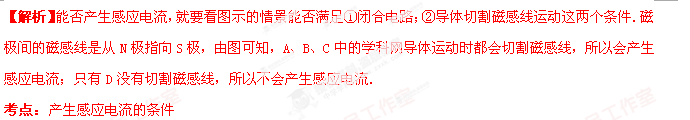 【解析】能否产生感应电流，就要看图示的情景能否满足①闭合电路；②导体切割磁感线运动这两个条件．磁
极间的磁感线是从 N 极指向 S 极，由图可知，A、B、C 中的学科网导体运动时都会切割磁感线，所以会产生
感应电流；只有 D 没有切割磁感线，所以不会产生感应电流．
考点：产生感应电流的条件